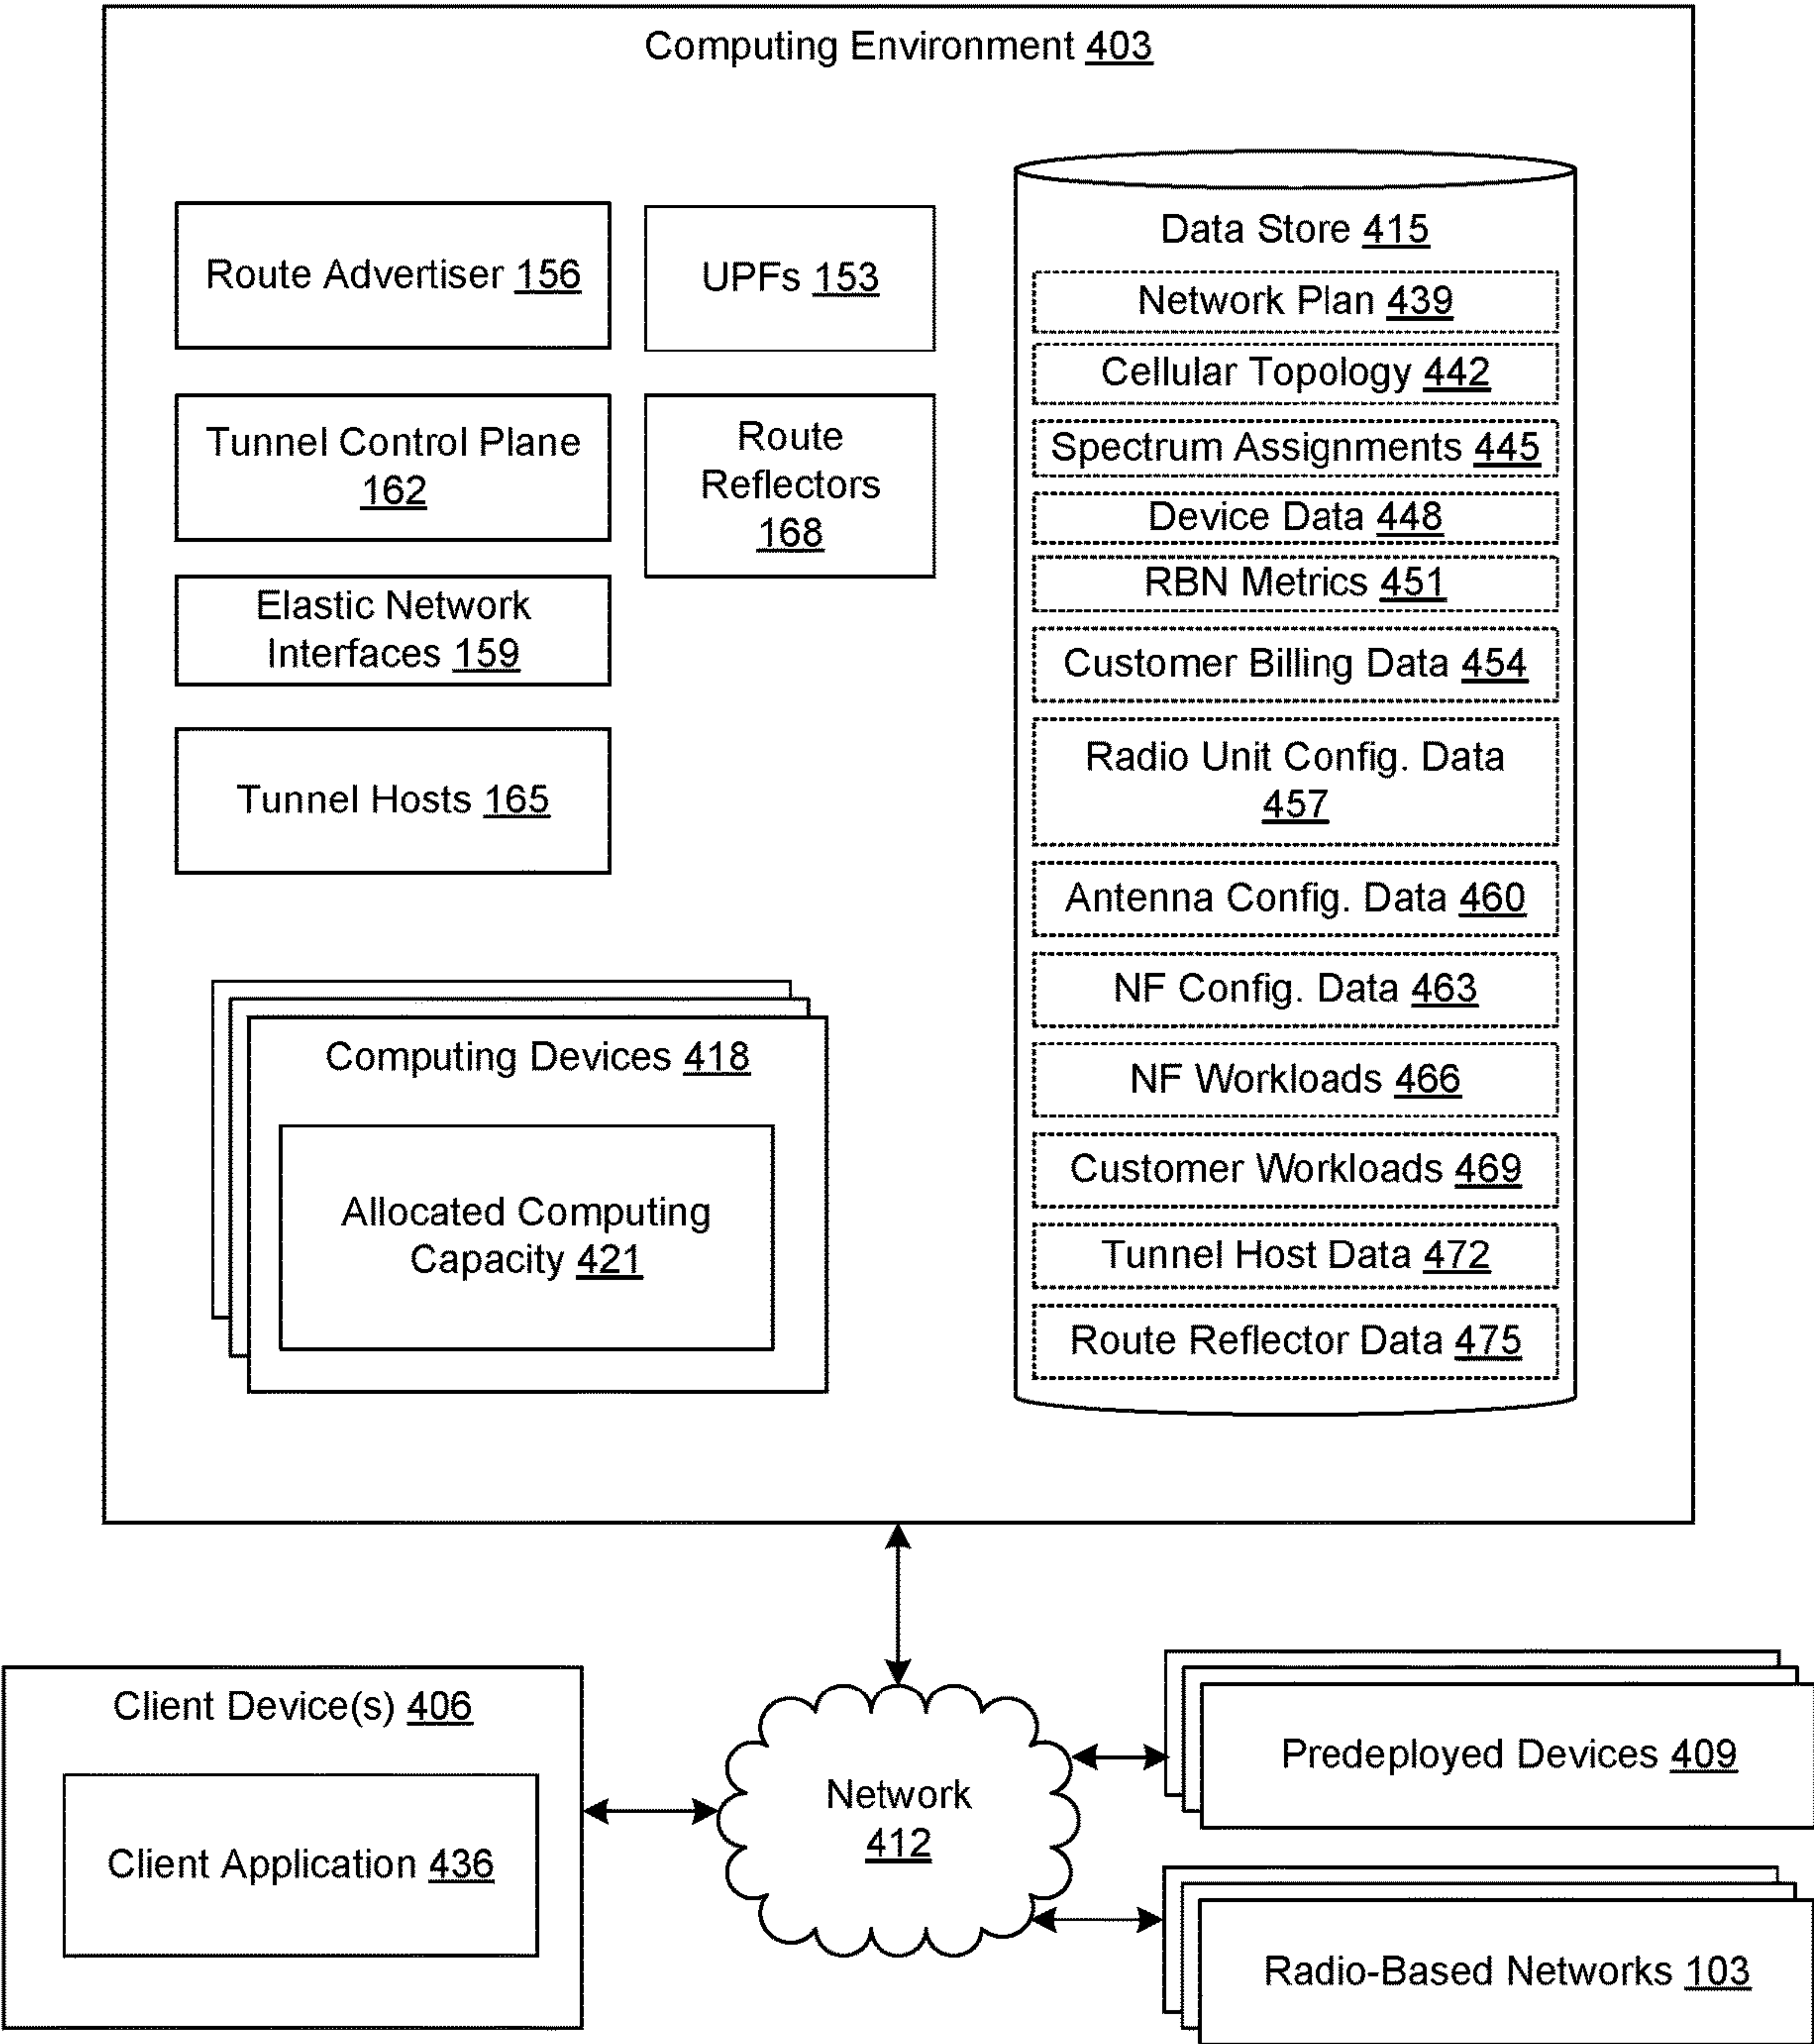 Computing Environment 403
Route Advertiser 156
UPFs 153
Tunnel Control Plane
162
Route
Reflectors
168
Elastic Network
Interfaces 159
Tunnel Hosts 165
Computing Devices 418
Allocated Computing
Capacity 421
Data Store 415
Network Plan 439
Cellular Topology 442
Spectrum Assignments 445
Device Data 448
RBN Metrics 451
Customer Billing Data 454
Radio Unit Config. Data
457
Antenna Config. Data 460
NF Config. Data 463
NF Workloads 466
Customer Workloads 469
Tunnel Host Data 472
Route Reflector Data 475
Client Device(s) 406
Client Application 436
Network
412
Predeployed Devices 409
Radio-Based Networks 103